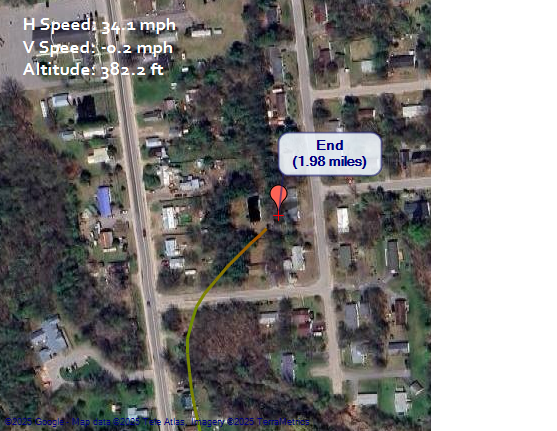 H Speed: 34.1 mph
V Speed: -0.2 mph
Altitude: 382.2 ft
End
(1.98 miles)
©2025 Google - Map data ©2025 Tele Atlas, Imagery ©2025 TerraMetrics